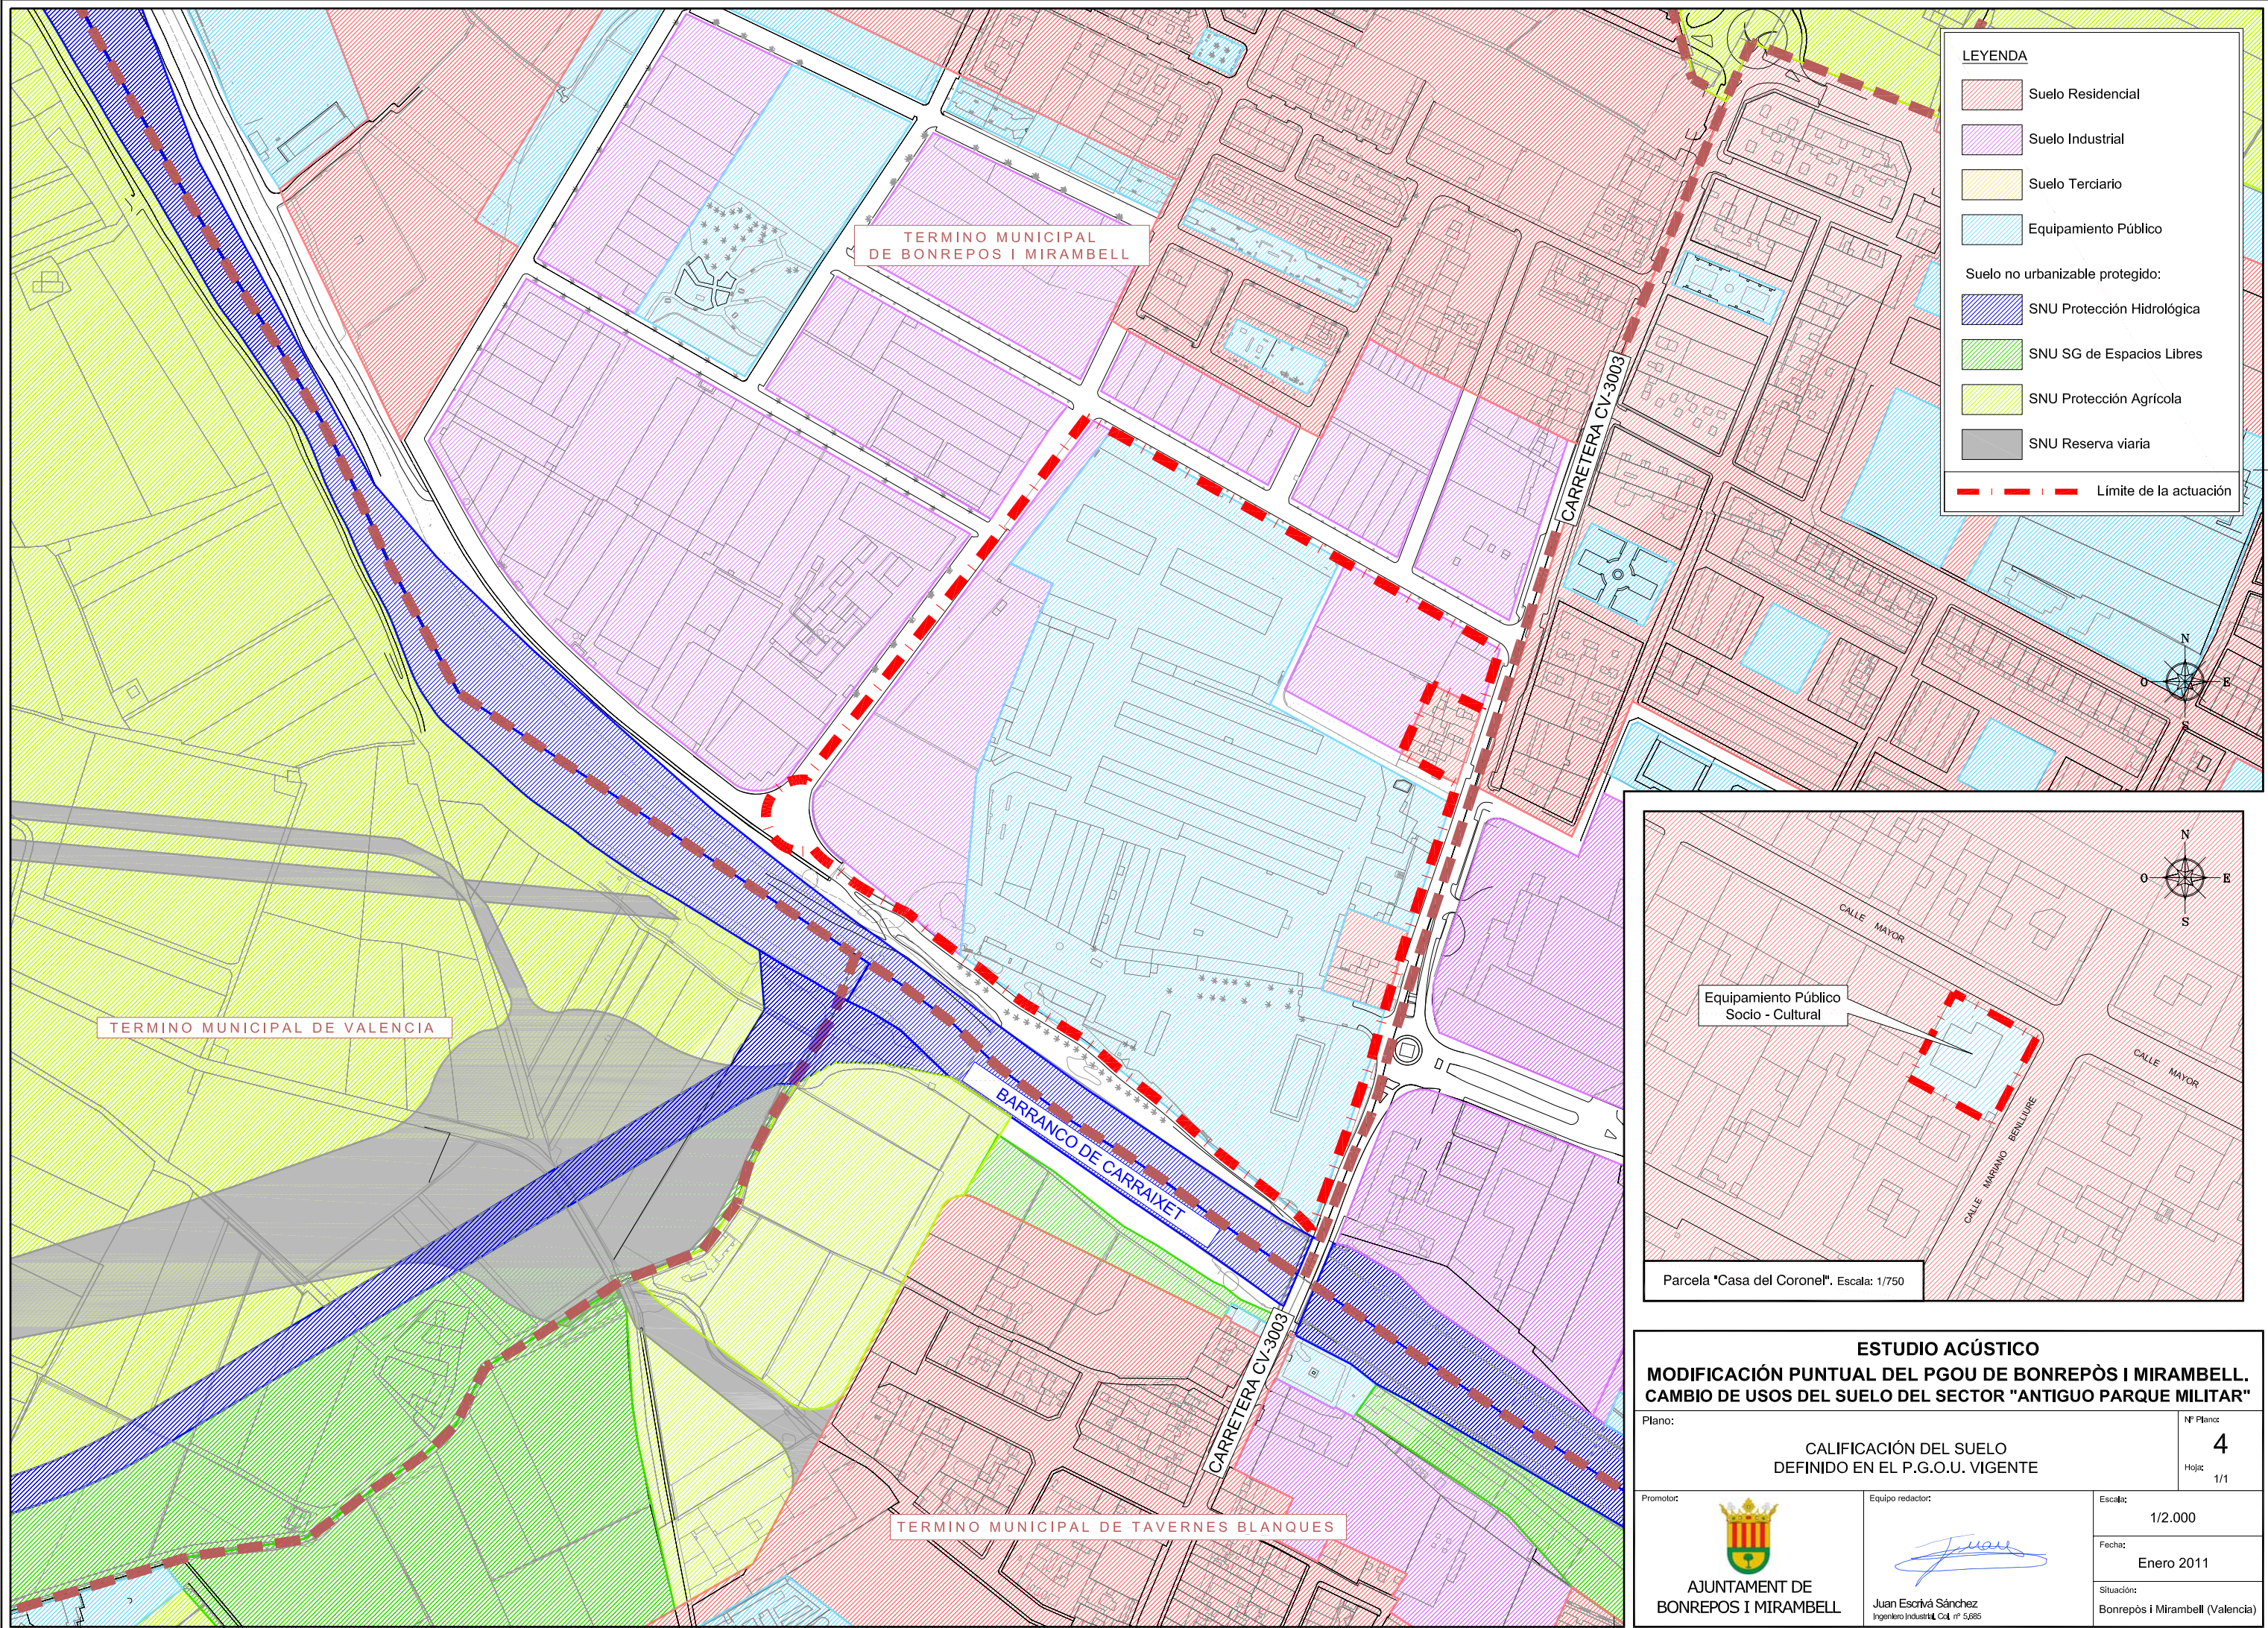 LEYENDA
Suelo Residencial
Suelo Industrial
Suelo Terciario
Equipamiento Público
Suelo no urbanizable protegido:
SNU Protección Hidrológica
SNU SG de Espacios Libres
SNU Protección Agrícola
SNU Reserva viaria
Límite de la actuación
TERMINO MUNICIPAL
DE BONREPOS I MIRAMBELL
CARRETERA CV-3003
N
O
E
S
TERMINO MUNICIPAL DE VALENCIA
BARRANCO DE CARRAIXET
CARRETERA CV-3003
TERMINO MUNICIPAL DE TAVERNES BLANQUES
N
O
E
S
CALLE MAYOR
Equipamiento Público
Socio - Cultural
CALLE MAYOR
CALLE MARIANO BENLLIURE
Parcela "Casa del Coronel". Escala: 1/750
ESTUDIO ACÚSTICO
MODIFICACIÓN PUNTUAL DEL PGOU DE BONREPÒS I MIRAMBELL.
CAMBIO DE USOS DEL SUELO DEL SECTOR "ANTIGUO PARQUE MILITAR"
Plano:
CALIFICACIÓN DEL SUELO
DEFINIDO EN EL P.G.O.U. VIGENTE
Nº Plano:
4
Hoja:
1/1
Promotor:
AJUNTAMENT DE
BONREPOS I MIRAMBELL
Equipo redactor:
Juan Escrivá Sánchez
Ingeniero Industrial, Col. nº 5,685
Escala:
1/2.000
Fecha:
Enero 2011
Situación:
Bonrepòs i Mirambell (Valencia)